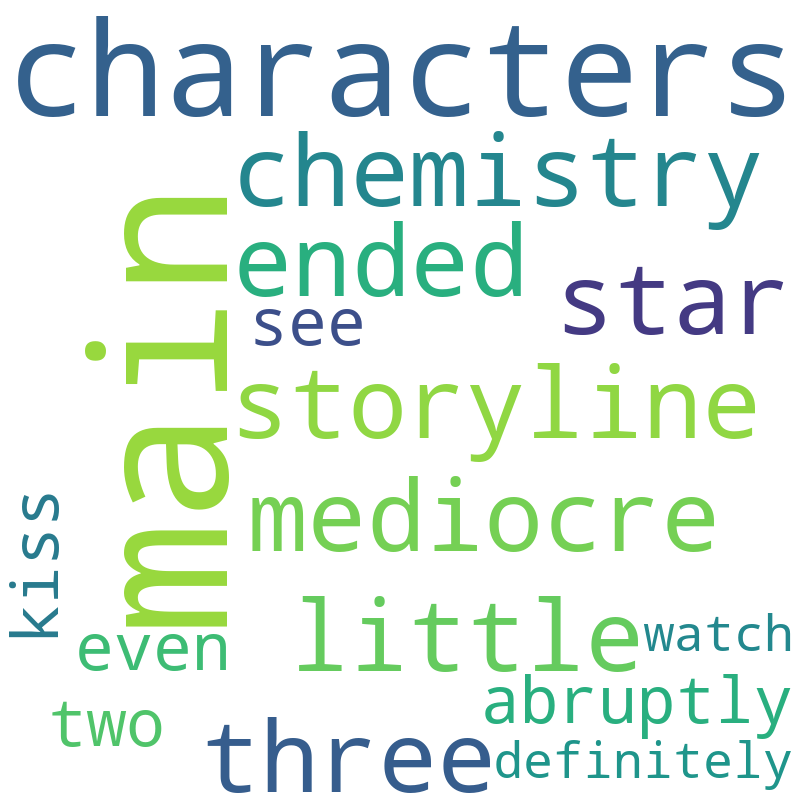 characters
chemistry
main
ended
star
see
storyline
mediocre
kiss
little
even
watch
abruptly
two
three
definitely